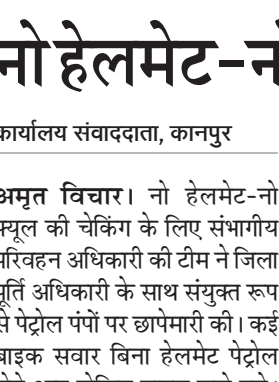 नो हेलमेट-नो
कार्यालय संवाददाता, कानपुर
अमृत विचार। नो हेलमेट-नो
फ्यूल की चेकिंग के लिए संभागीय
परिवहन अधिकारी की टीम ने जिला
पूर्ति अधिकारी के साथ संयुक्त रूप
से पेट्रोल पंपों पर छापेमारी की। कई
बाइक सवार बिना हेलमेट पेट्रोल